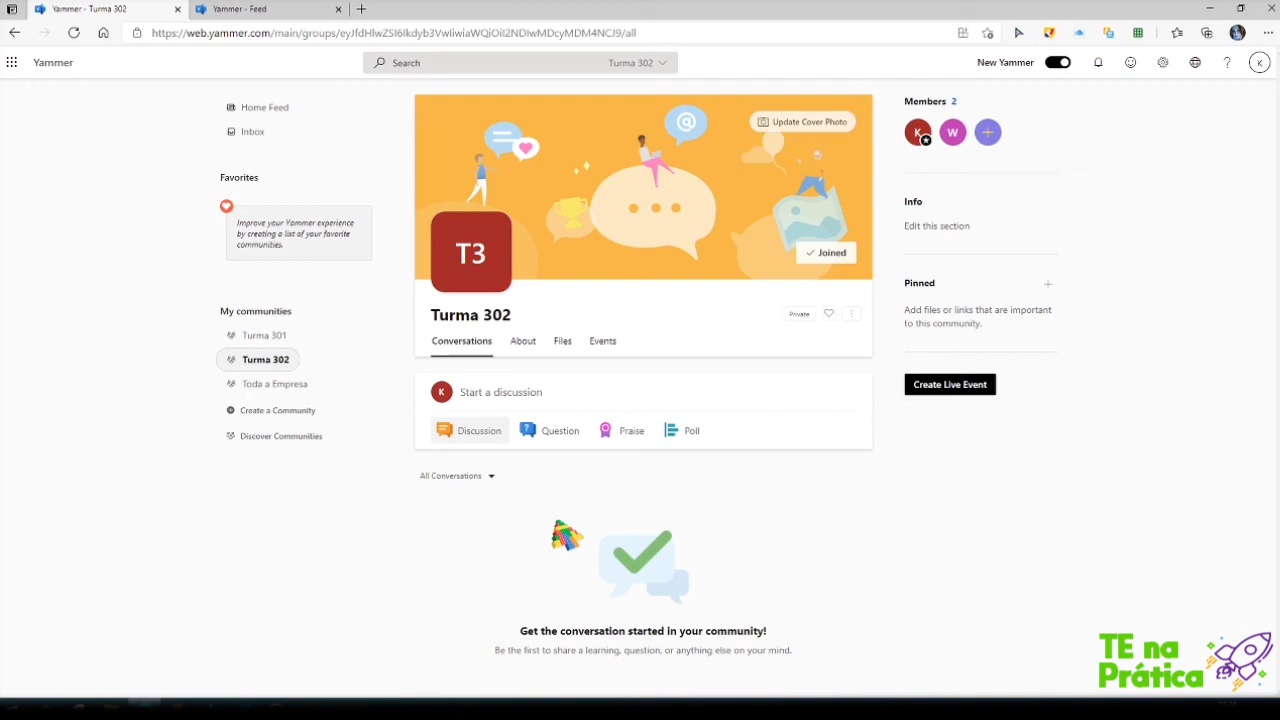 Yammer - Turma 302
Yammer - Feed
https://web.yammer.com/main/groups/eyJfdHlwZSI6Ikdyb3VwIiwiaWQiOiI2NDIwMDcyMDM4NCJ9/all
Yammer
Search
Turma 302
New Yammer
K
Home Feed
Inbox
Favorites
Improve your Yammer experience
by creating a list of your favorite
communities.
My communities
Turma 301
Turma 302
Toda a Empresa
Create a Community
Discover Communities
Update Cover Photo
@
T3
Joined
Turma 302
Private
Conversations
About
Files
Events
K
Start a discussion
Discussion
Question
Praise
Poll
All Conversations
Get the conversation started in your community!
Be the first to share a learning, question, or anything else on your mind.
Members 2
K
W
Info
Edit this section
Pinned
Add files or links that are important
to this community.
Create Live Event
TE na
Prática